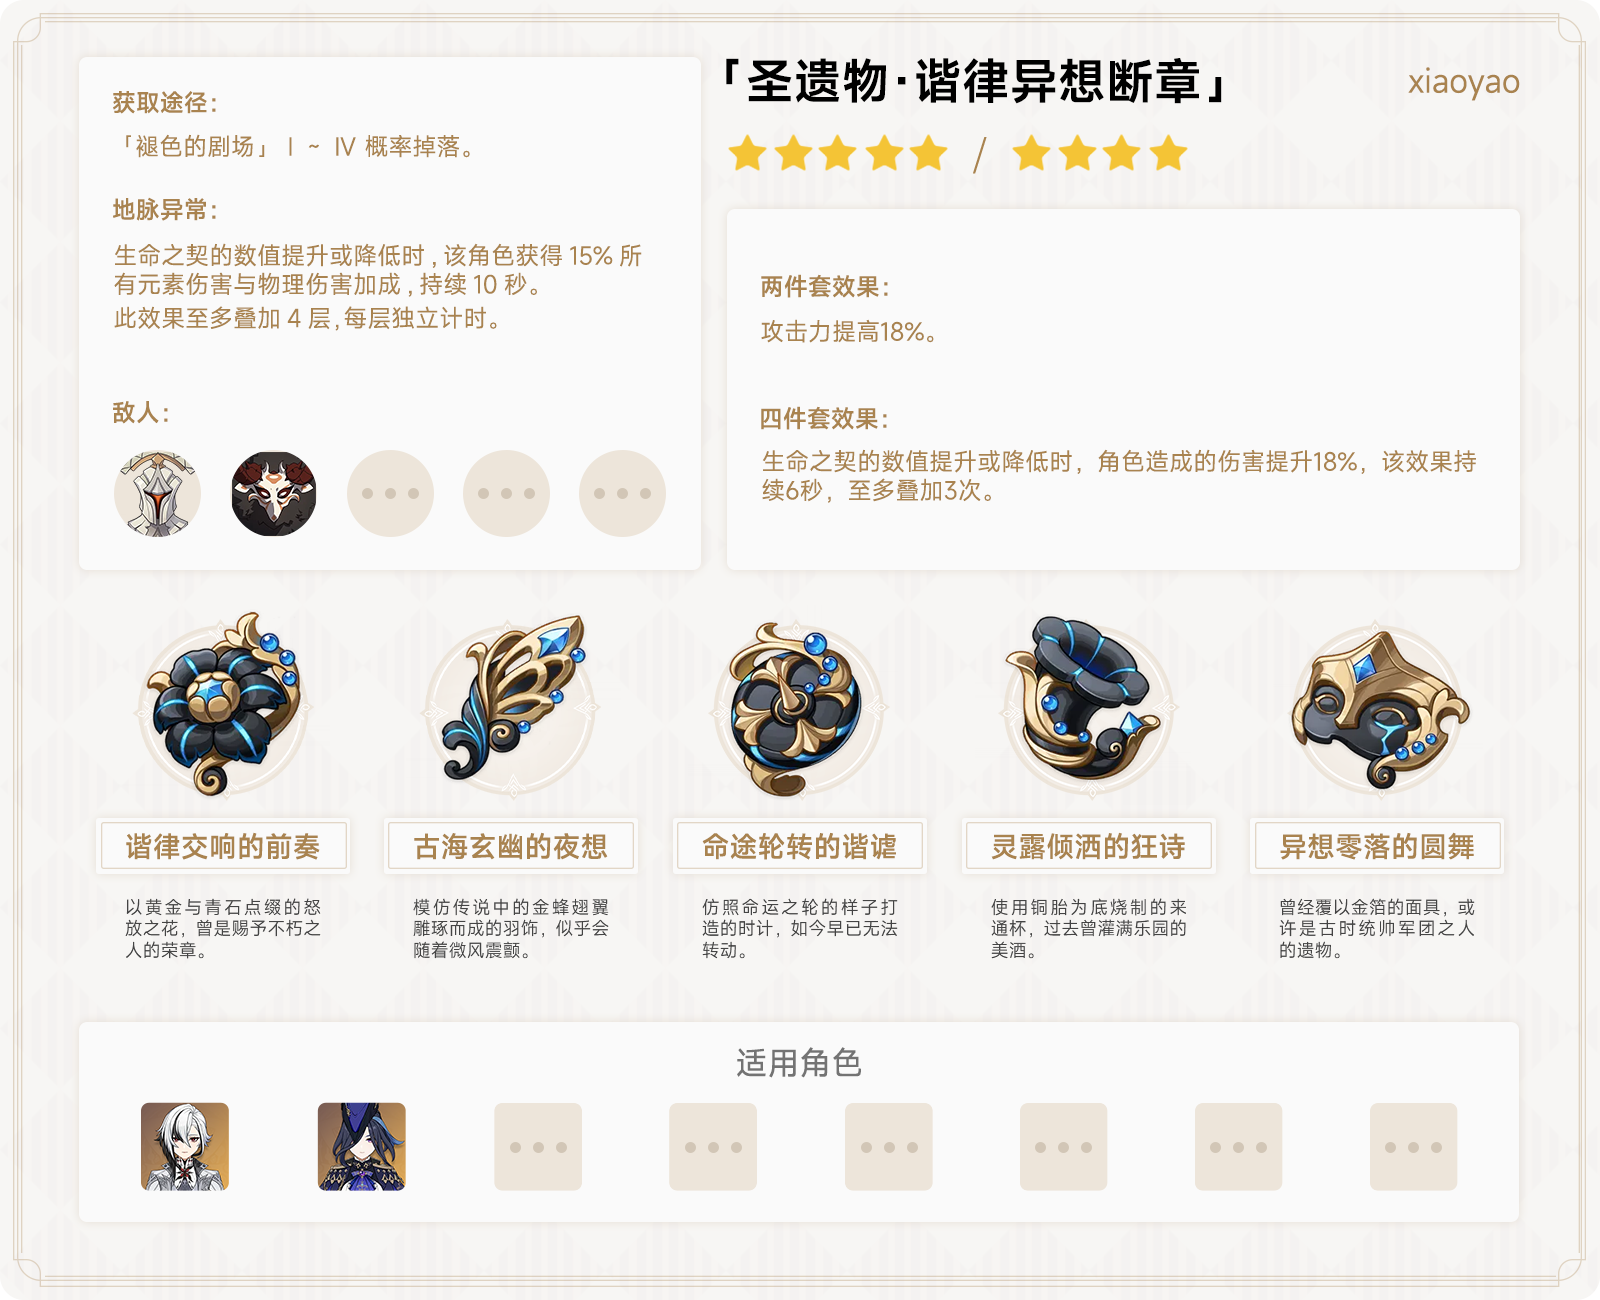 获取途径：
「褪色的剧场」Ⅰ ~ Ⅳ 概率掉落。
地脉异常：
生命之契的数值提升或降低时，该角色获得 15% 所
有元素伤害与物理伤害加成，持续 10 秒。
此效果至多叠加 4 层，每层独立计时。
敌人：
「圣遗物·谐律异想断章」
xiaoyao
/
两件套效果：
攻击力提高18%。
四件套效果：
生命之契的数值提升或降低时，角色造成的伤害提升18%，该效果持
续6秒，至多叠加3次。
谐律交响的前奏
以黄金与青石点缀的怒
放之花，曾是赐予不朽之
人的荣章。
古海玄幽的夜想
模仿传说中的金蜂翅翼
雕琢而成的羽饰，似乎会
随着微风震颤。
命途轮转的谐谑
仿照命运之轮的样子打
造的时计，如今早已无法
转动。
灵露倾洒的狂诗
使用铜胎为底烧制的来
通杯，过去曾灌满乐园的
美酒。
异想零落的圆舞
曾经覆以金箔的面具，或
许是古时统帅军团之人
的遗物。
适用角色